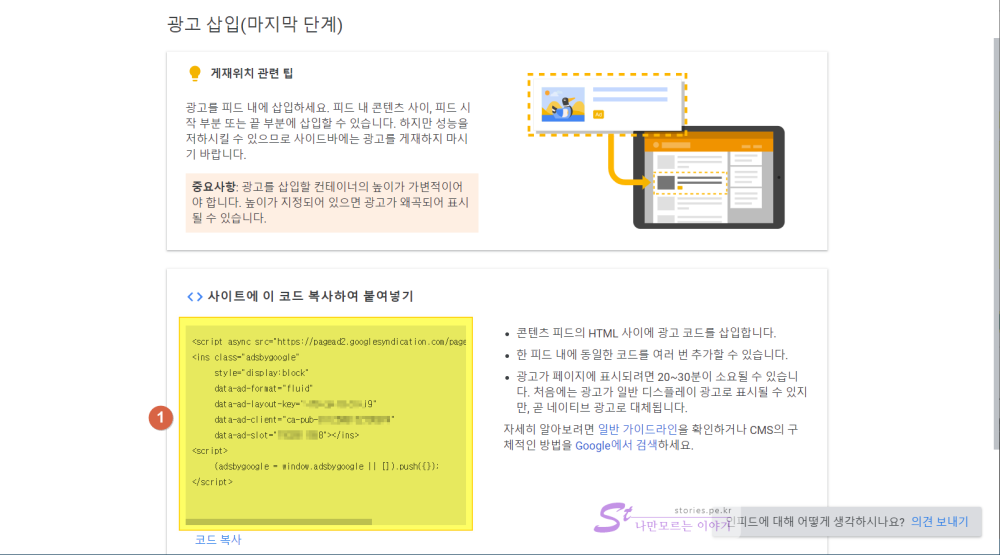 광고 삽입(마지막 단계)
게재위치 관련 팁
광고를 피드 내에 삽입하세요. 피드 내 콘텐츠 사이, 피드 시
작 부분 또는 끝 부분에 삽입할 수 있습니다. 하지만 성능을
저하시킬 수 있으므로 사이드바에는 광고를 게재하지 마시
기 바랍니다.
중요사항: 광고를 삽입할 컨테이너의 높이가 가변적이어
야 합니다. 높이가 지정되어 있으면 광고가 왜곡되어 표시
될 수 있습니다.
Ad
<> 사이트에 이 코드 복사하여 붙여넣기
1
<script async src="https://pagead2.googlesyndication.com/page
<ins class="adsbygoogle"
style="display:block"
data-ad-format="fluid"
data-ad-layout-key="i9"
data-ad-client="ca-pub-"
data-ad-slot="8"></ins>
<script>
(adsbygoogle = window.adsbygoogle || []).push({});
</script>
코드 복사
콘텐츠 피드의 HTML 사이에 광고 코드를 삽입합니다.
한 피드 내에 동일한 코드를 여러 번 추가할 수 있습니다.
광고가 페이지에 표시되려면 20~30분이 소요될 수 있습니
다. 처음에는 광고가 일반 디스플레이 광고로 표시될 수 있지
만, 곧 네이티브 광고로 대체됩니다.
자세히 알아보려면 일반 가이드라인을 확인하거나 CMS의 구
체적인 방법을 Google에서 검색하세요.
St
stories.pe.kr
나만모르는 이야기
어떻게 생각하시나요? 의견 보내기